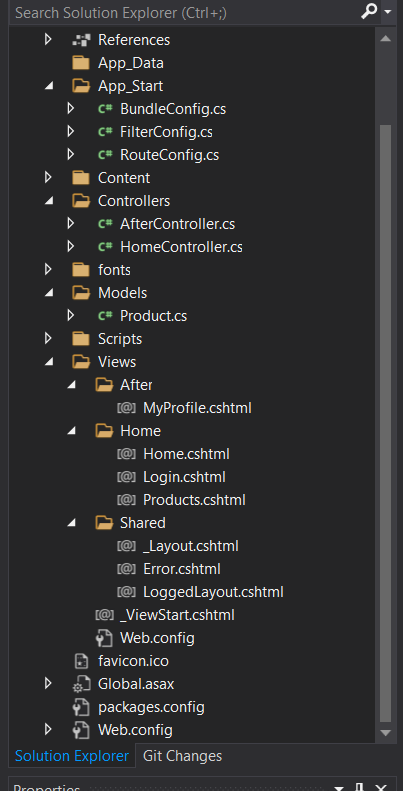 Search Solution Explorer (Ctrl+;)
References
App_Data
App_Start
C# BundleConfig.cs
C# FilterConfig.cs
C# RouteConfig.cs
Content
Controllers
C# AfterController.cs
C# HomeController.cs
fonts
Models
C# Product.cs
Scripts
Views
After
[@] MyProfile.cshtml
Home
[@] Home.cshtml
[@] Login.cshtml
[@] Products.cshtml
Shared
[@] _Layout.cshtml
[@] Error.cshtml
[@] LoggedLayout.cshtml
[@] _ViewStart.cshtml
Web.config
favicon.ico
Global.asax
packages.config
Web.config
Solution Explorer Git Changes
Properties